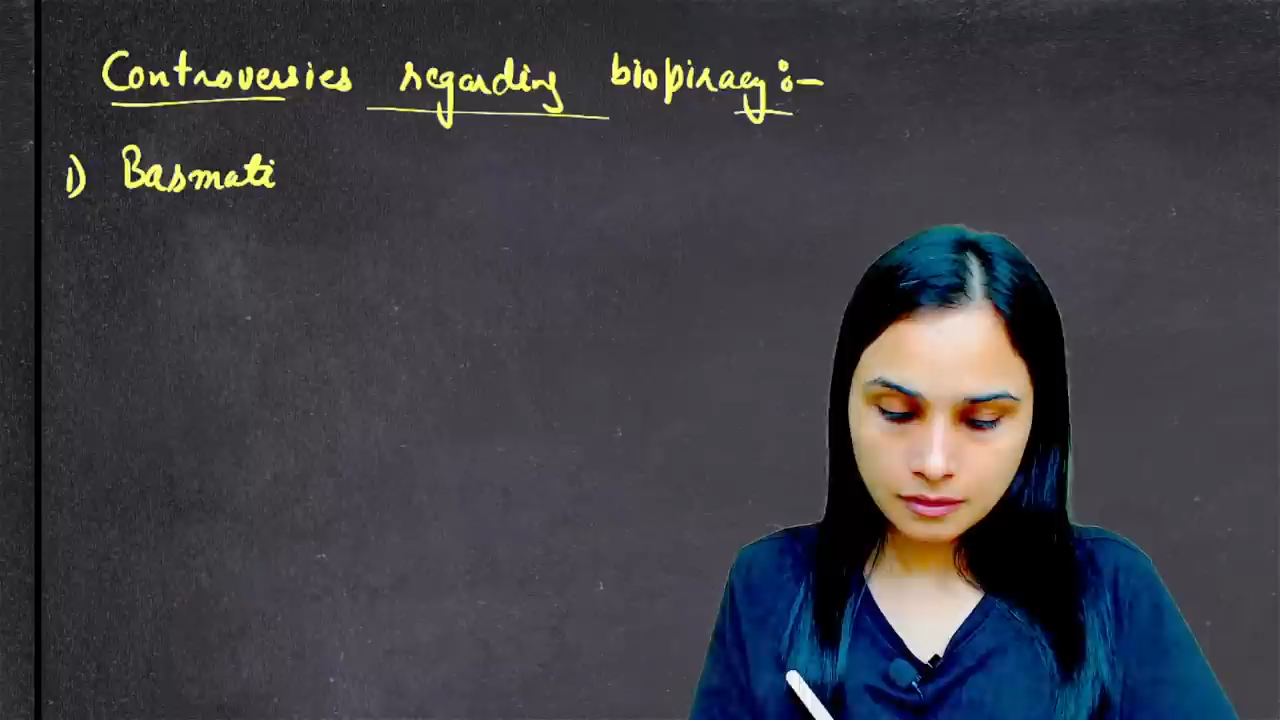 Controversies regarding biopiracy :-
1) Basmati